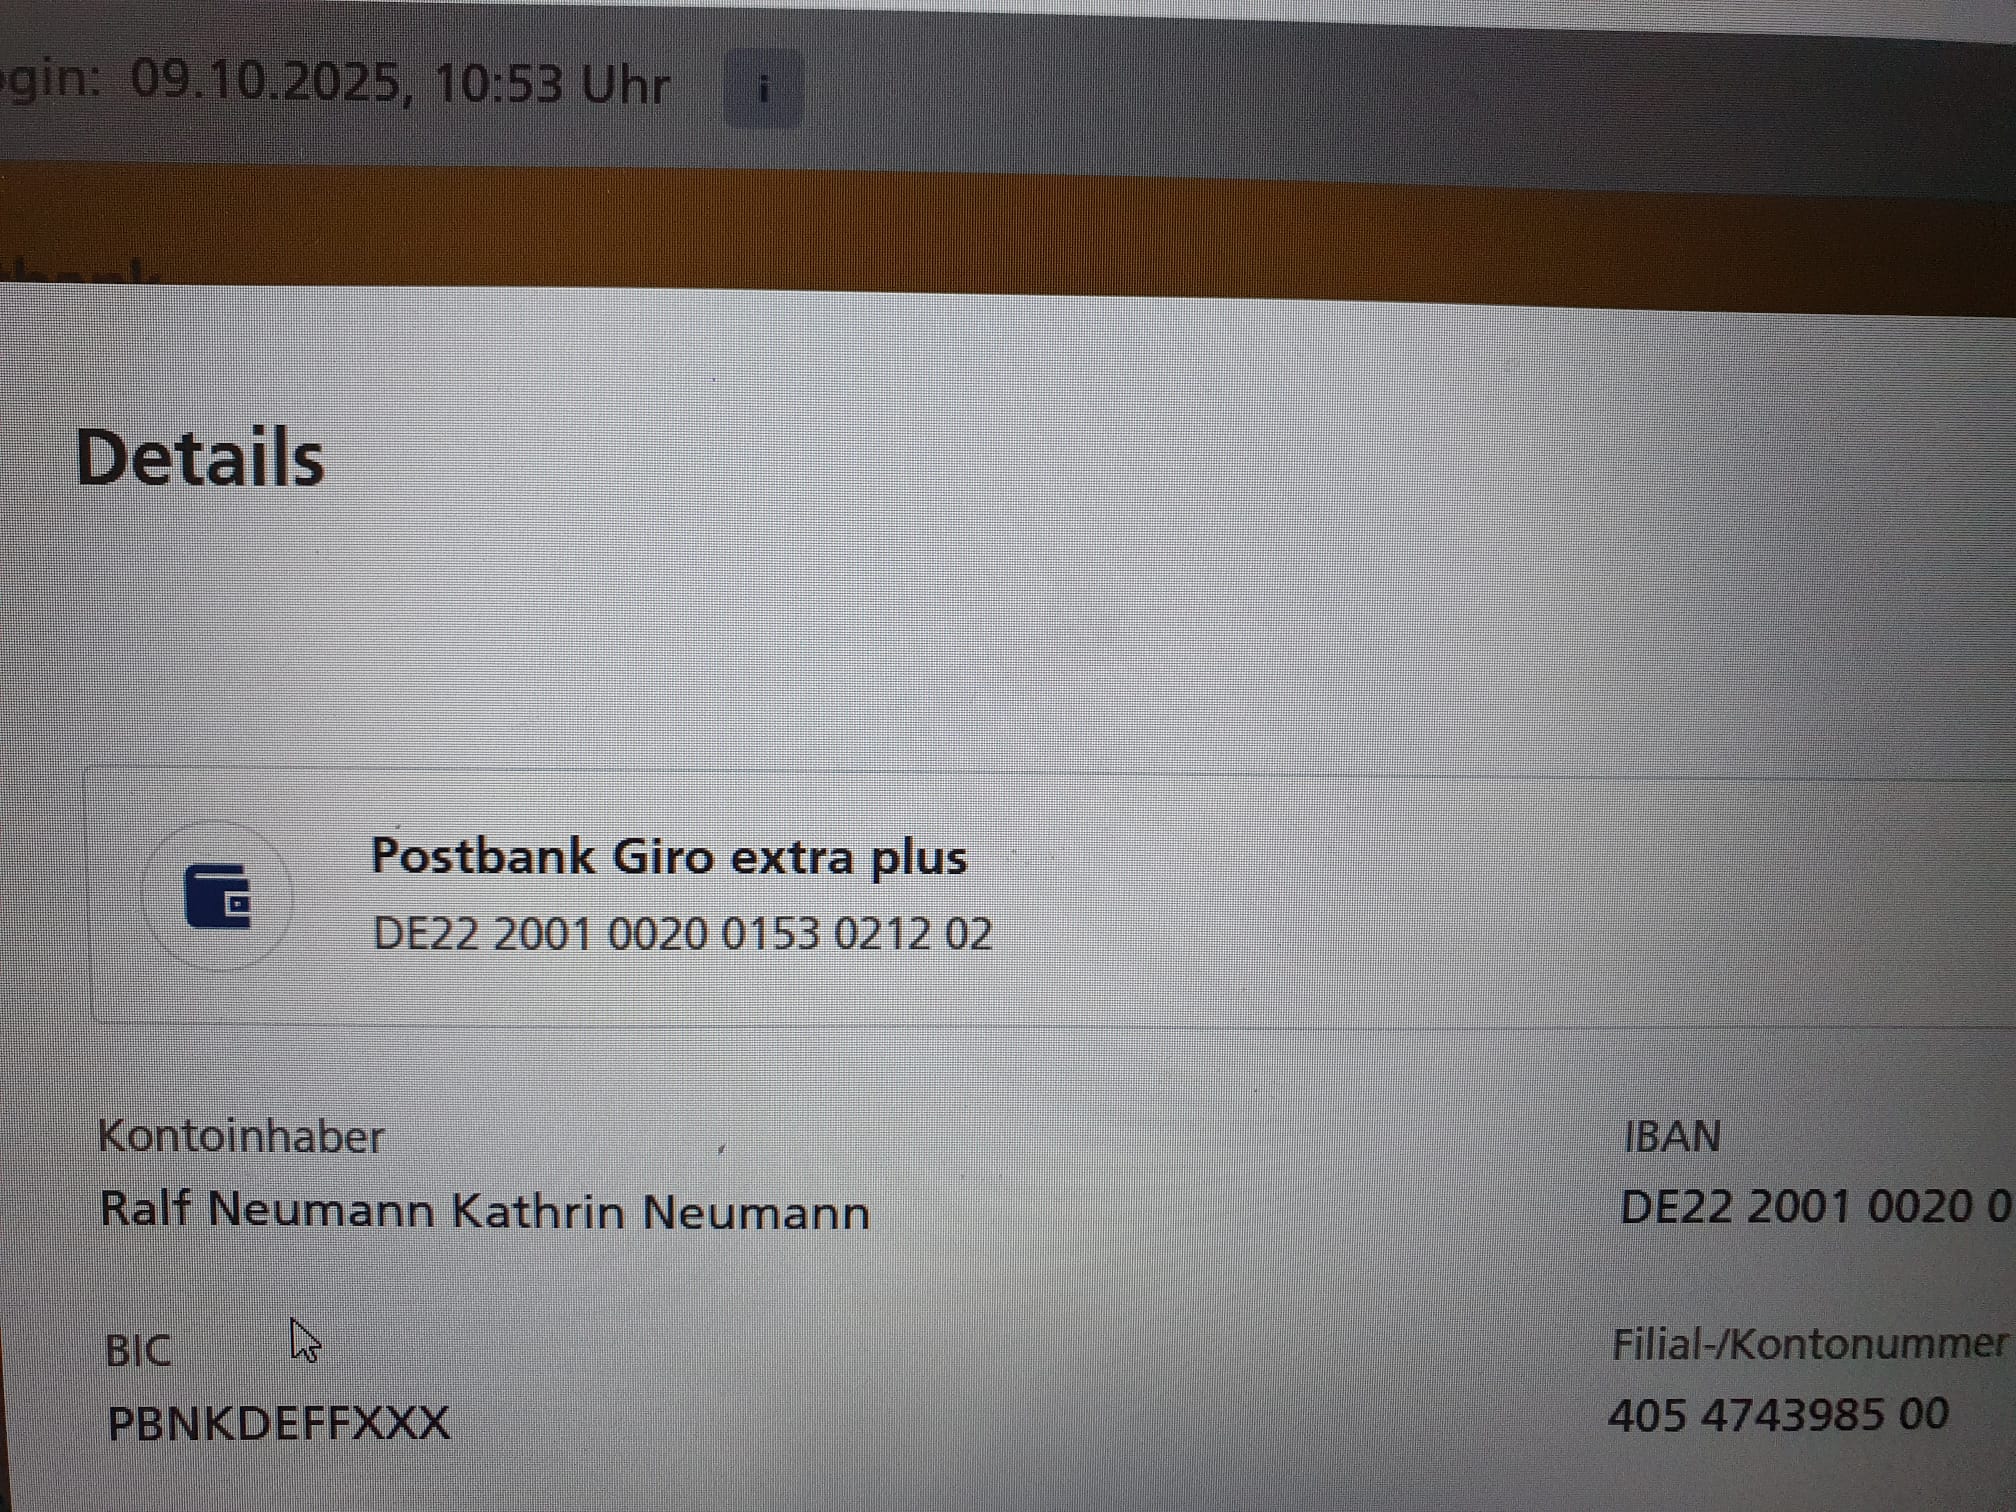 gin: 09.10.2025, 10:53 Uhr i
Details
Postbank Giro extra plus
DE22 2001 0020 0153 0212 02
Kontoinhaber
Ralf Neumann Kathrin Neumann
IBAN
DE22 2001 0020 0
BIC
PBNKDEFFXXX
Filial-/Kontonummer
405 4743985 00